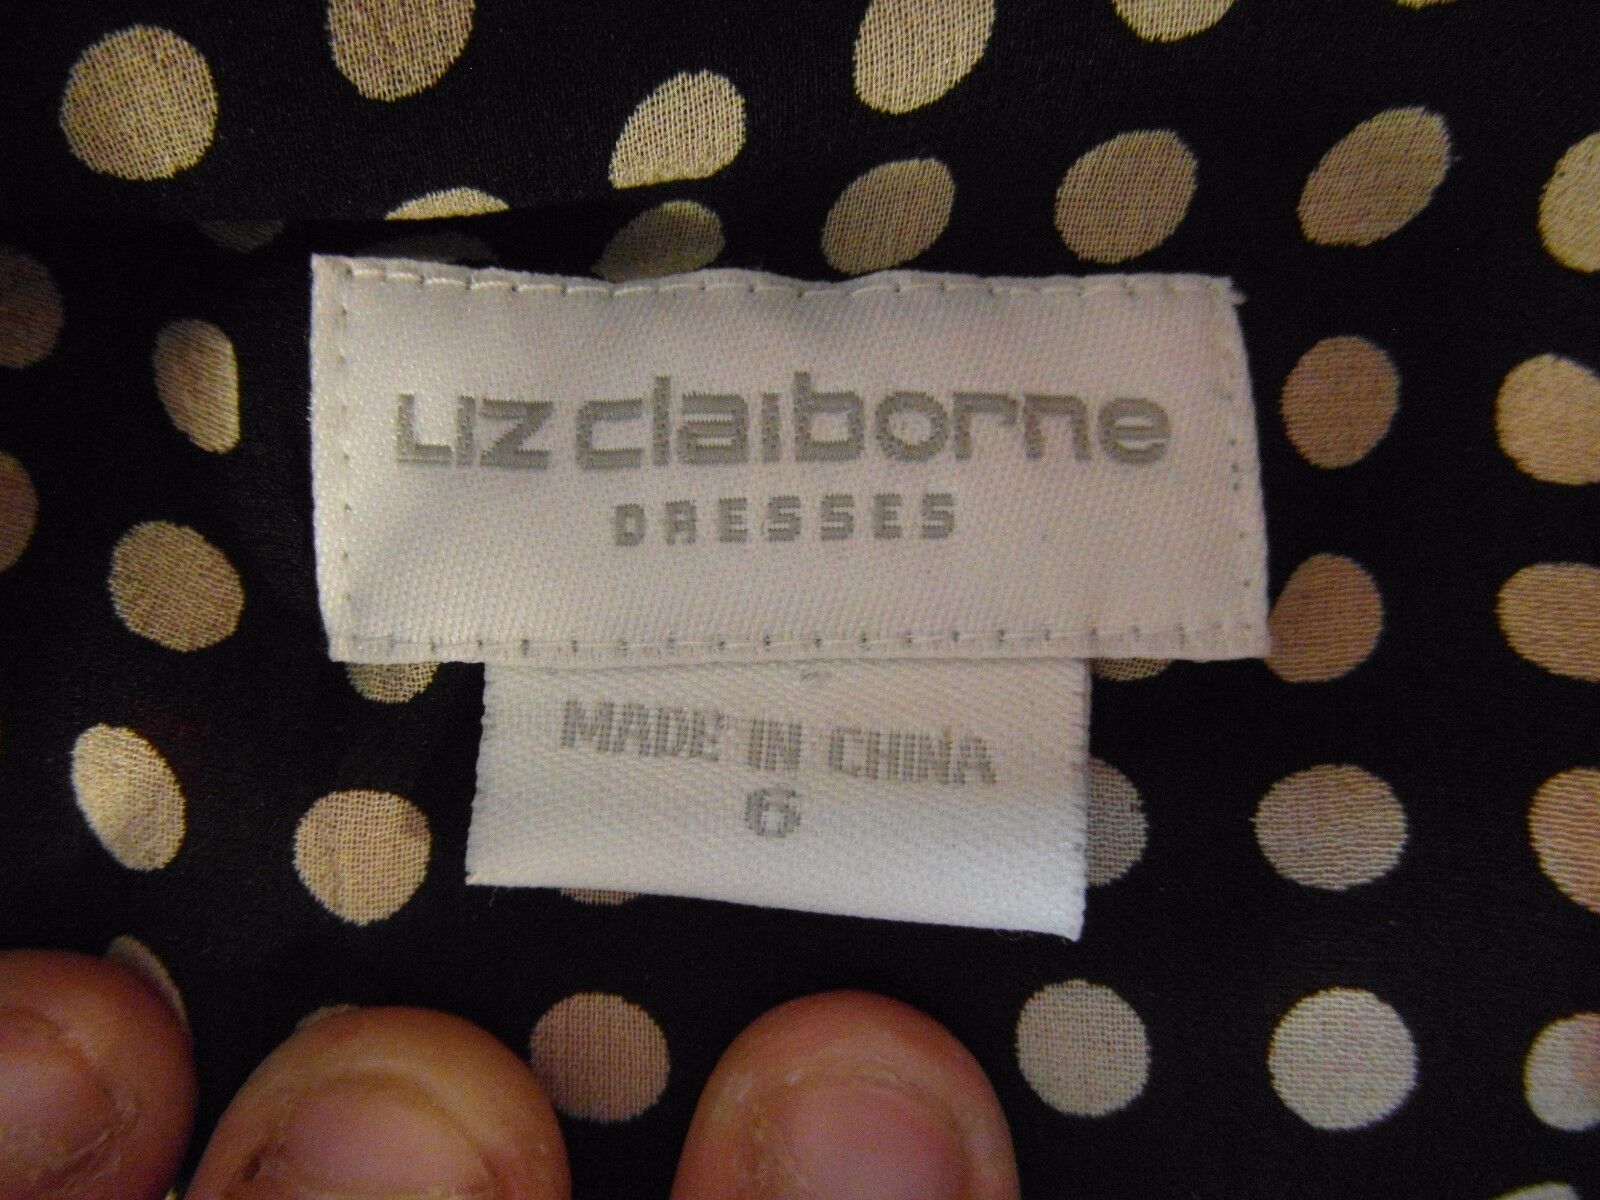 Liz claiborne
DRESSES
MADE IN CHINA
6